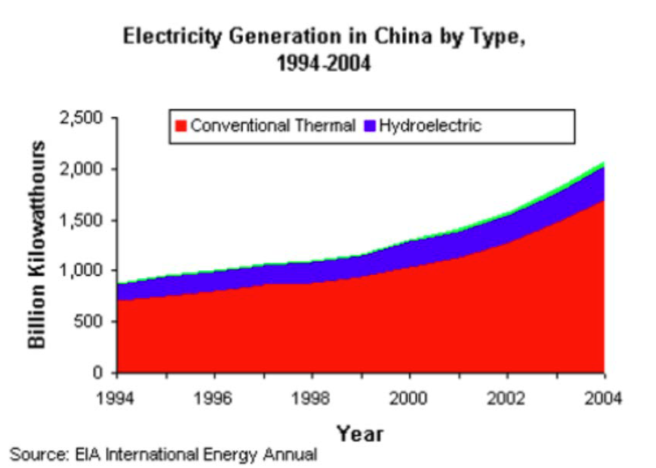 Electricity Generation in China by Type,
1994-2004
Conventional Thermal Hydroelectric
Billion Kilowatthours
2,500
2,000
1,500
1,000
500
0
1994 1996 1998 2000 2002 2004
Year
Source: EIA International Energy Annual